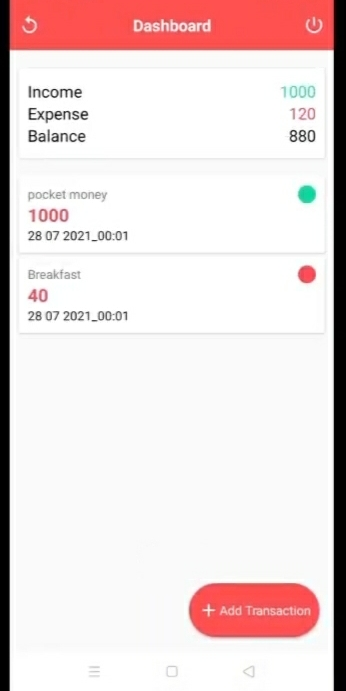 Dashboard
Income 1000
Expense 120
Balance 880
pocket money
1000
28 07 2021_00:01
Breakfast
40
28 07 2021_00:01
+ Add Transaction